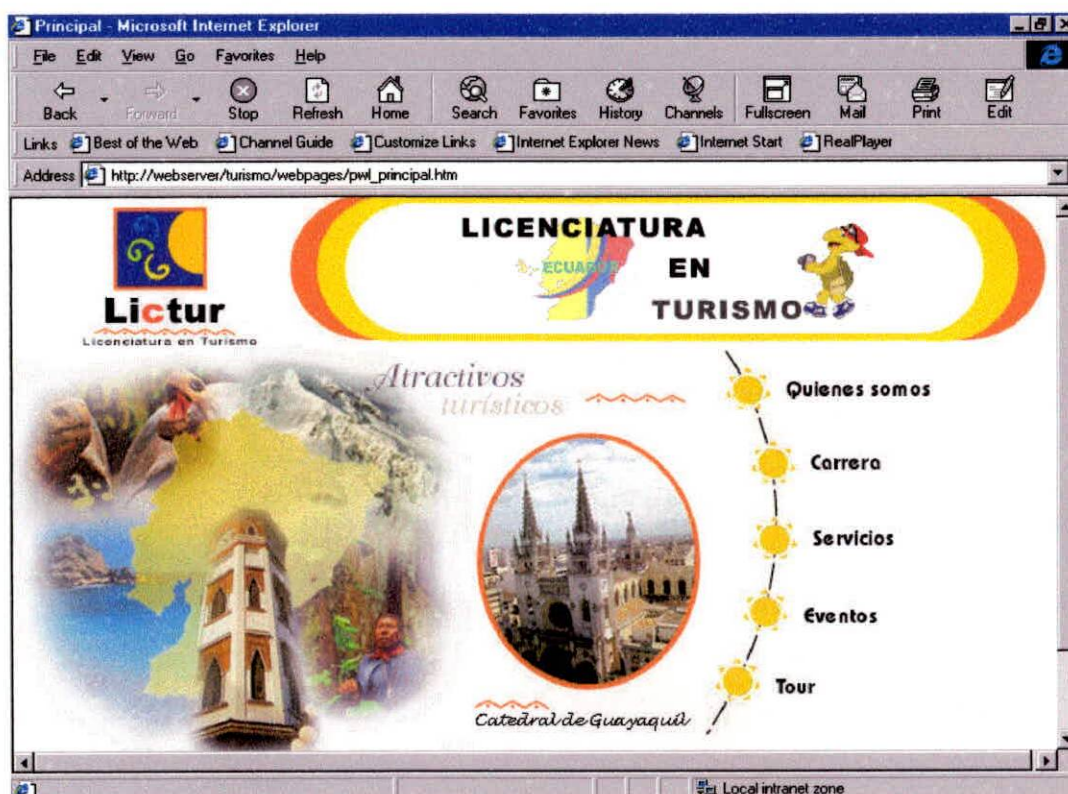 Principal - Microsoft Internet Explorer
File Edit View Go Favorites Help
Back Forward Stop Refresh Home Search Favorites History Channels Fullscreen Mail Print Edit
Links Best of the Web Channel Guide Customize Links Internet Explorer News Internet Start RealPlayer
Address http://webserver/turismo/webpages/pwl_principal.htm
LICENCIATURA
ECUADOR
EN
TURISMO
Lictur
Licenciatura en Turismo
Atractivos
turísticos
Quienes somos
Carrera
Servicios
Eventos
Tour
Catedral de Guayaquil
Local intranet zone